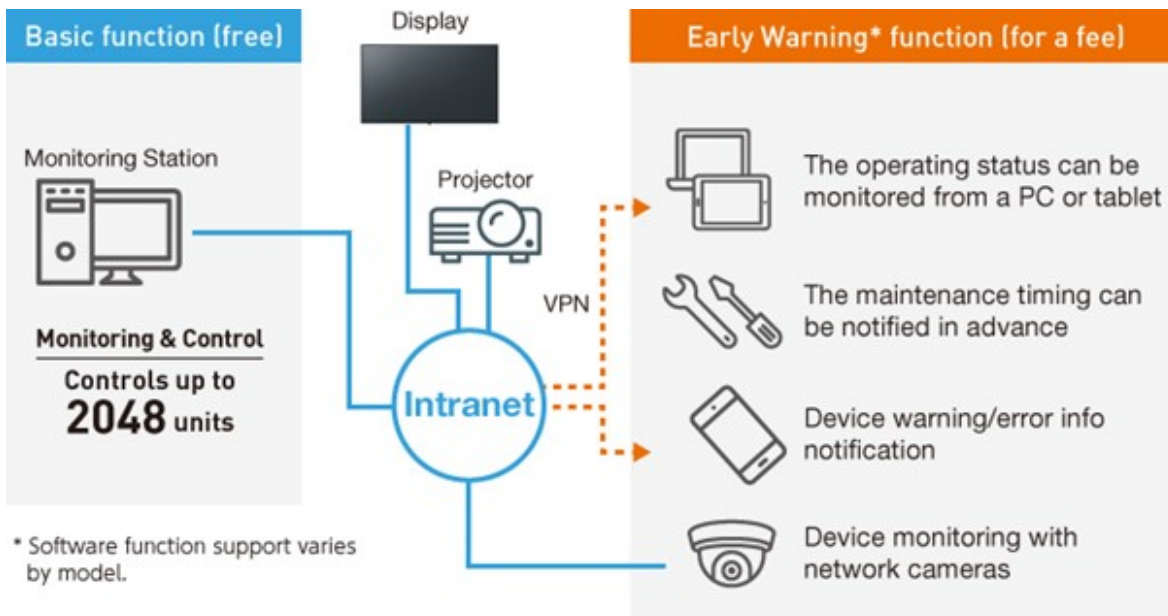 Basic function (free)
Monitoring Station
Monitoring & Control
Controls up to
2048 units
* Software function support varies
by model.
Display
Projector
VPN
Intranet
Early Warning* function (for a fee)
The operating status can be
monitored from a PC or tablet
The maintenance timing can
be notified in advance
Device warning/error info
notification
Device monitoring with
network cameras